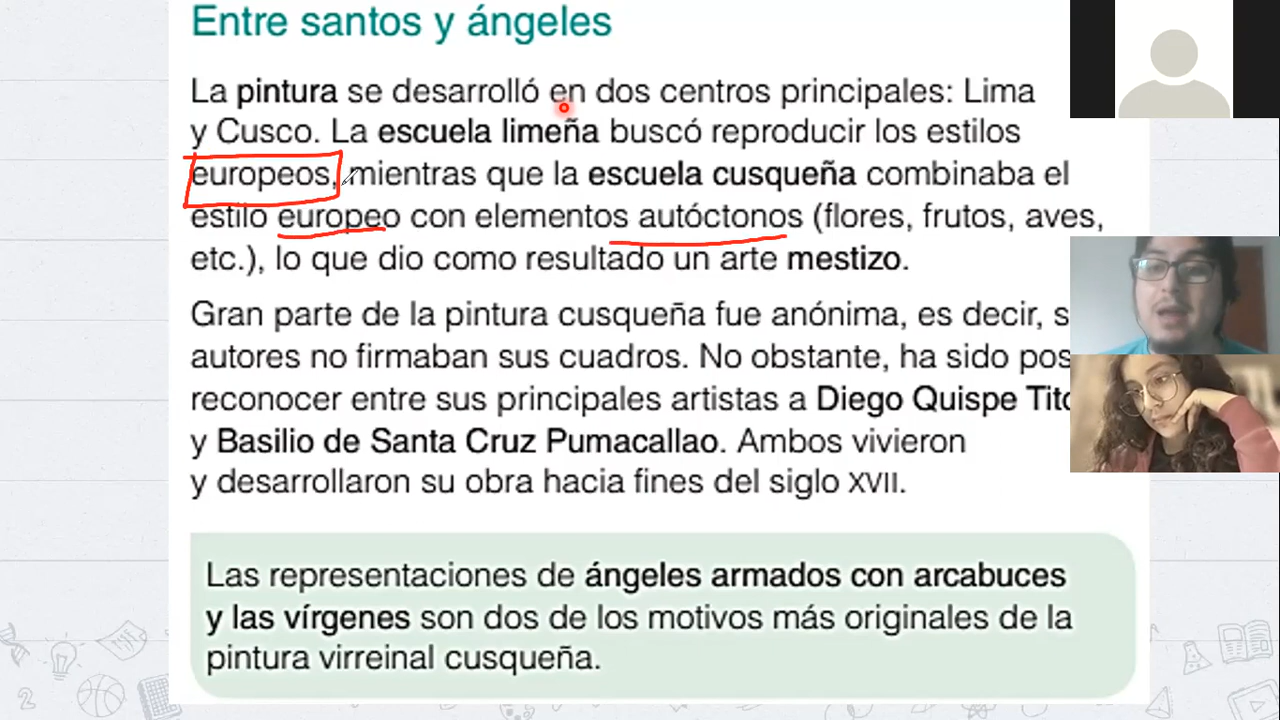 Entre santos y ángeles
La pintura se desarrolló en dos centros principales: Lima
y Cusco. La escuela limeña buscó reproducir los estilos
europeos, mientras que la escuela cusqueña combinaba el
estilo europeo con elementos autóctonos (flores, frutos, aves,
etc.), lo que dio como resultado un arte mestizo.
Gran parte de la pintura cusqueña fue anónima, es decir, s
autores no firmaban sus cuadros. No obstante, ha sido pos
reconocer entre sus principales artistas a Diego Quispe Tito
y Basilio de Santa Cruz Pumacallao. Ambos vivieron
y desarrollaron su obra hacia fines del siglo XVII.
Las representaciones de ángeles armados con arcabuces
y las vírgenes son dos de los motivos más originales de la
pintura virreinal cusqueña.